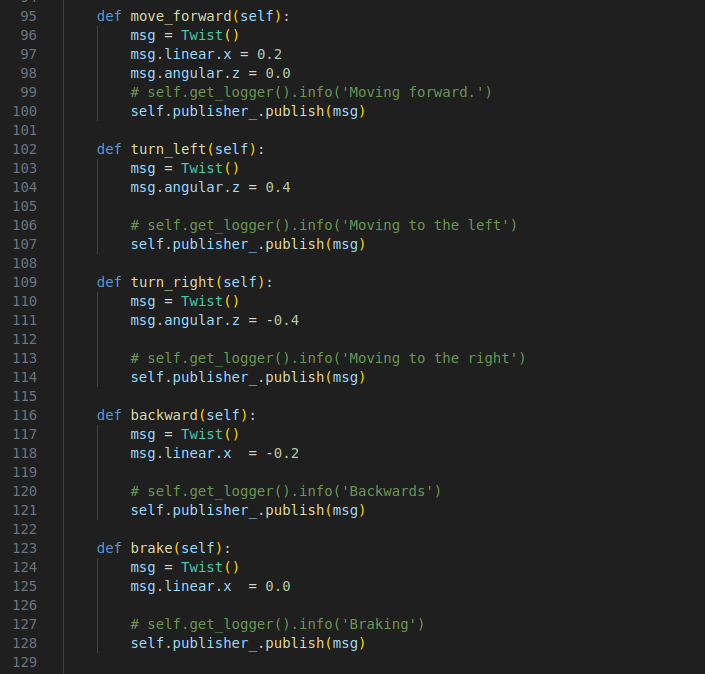 95 def move_forward(self):
96 msg = Twist()
97 msg.linear.x = 0.2
98 msg.angular.z = 0.0
99 # self.get_logger().info('Moving forward.')
100 self.publisher_.publish(msg)
101
102 def turn_left(self):
103 msg = Twist()
104 msg.angular.z = 0.4
105
106 # self.get_logger().info('Moving to the left')
107 self.publisher_.publish(msg)
108
109 def turn_right(self):
110 msg = Twist()
111 msg.angular.z = -0.4
112
113 # self.get_logger().info('Moving to the right')
114 self.publisher_.publish(msg)
115
116 def backward(self):
117 msg = Twist()
118 msg.linear.x  = -0.2
119
120 # self.get_logger().info('Backwards')
121 self.publisher_.publish(msg)
122
123 def brake(self):
124 msg = Twist()
125 msg.linear.x  = 0.0
126
127 # self.get_logger().info('Braking')
128 self.publisher_.publish(msg)
129